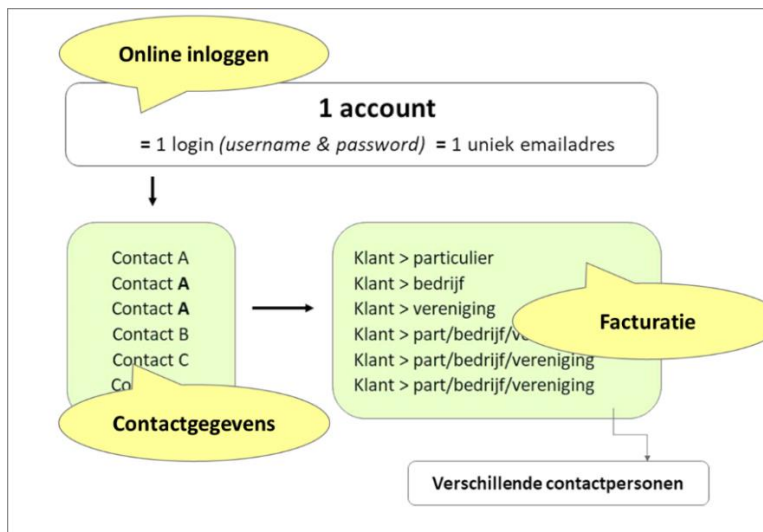 Online inloggen
1 account
= 1 login (username & password) = 1 uniek emailadres
Contact A
Contact A
Contact A
Contact B
Contact C
Klant > particulier
Klant > bedrijf
Klant > vereniging
Klant > part/bedrijf/
Klant > part/bedrijf/vereniging
Klant > part/bedrijf/vereniging
Facturatie
Contactgegevens
Verschillende contactpersonen